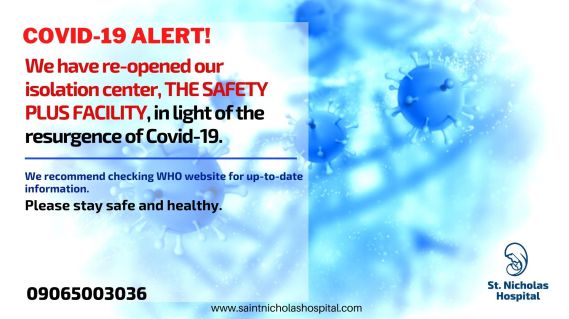 COVID-19 ALERT!
We have re-opened our
isolation center, THE SAFETY
PLUS FACILITY, in light of the
resurgence of Covid-19.
We recommend checking WHO website for up-to-date
information.
Please stay safe and healthy.
09065003036
www.saintnicholashospital.com
St. Nicholas
Hospital